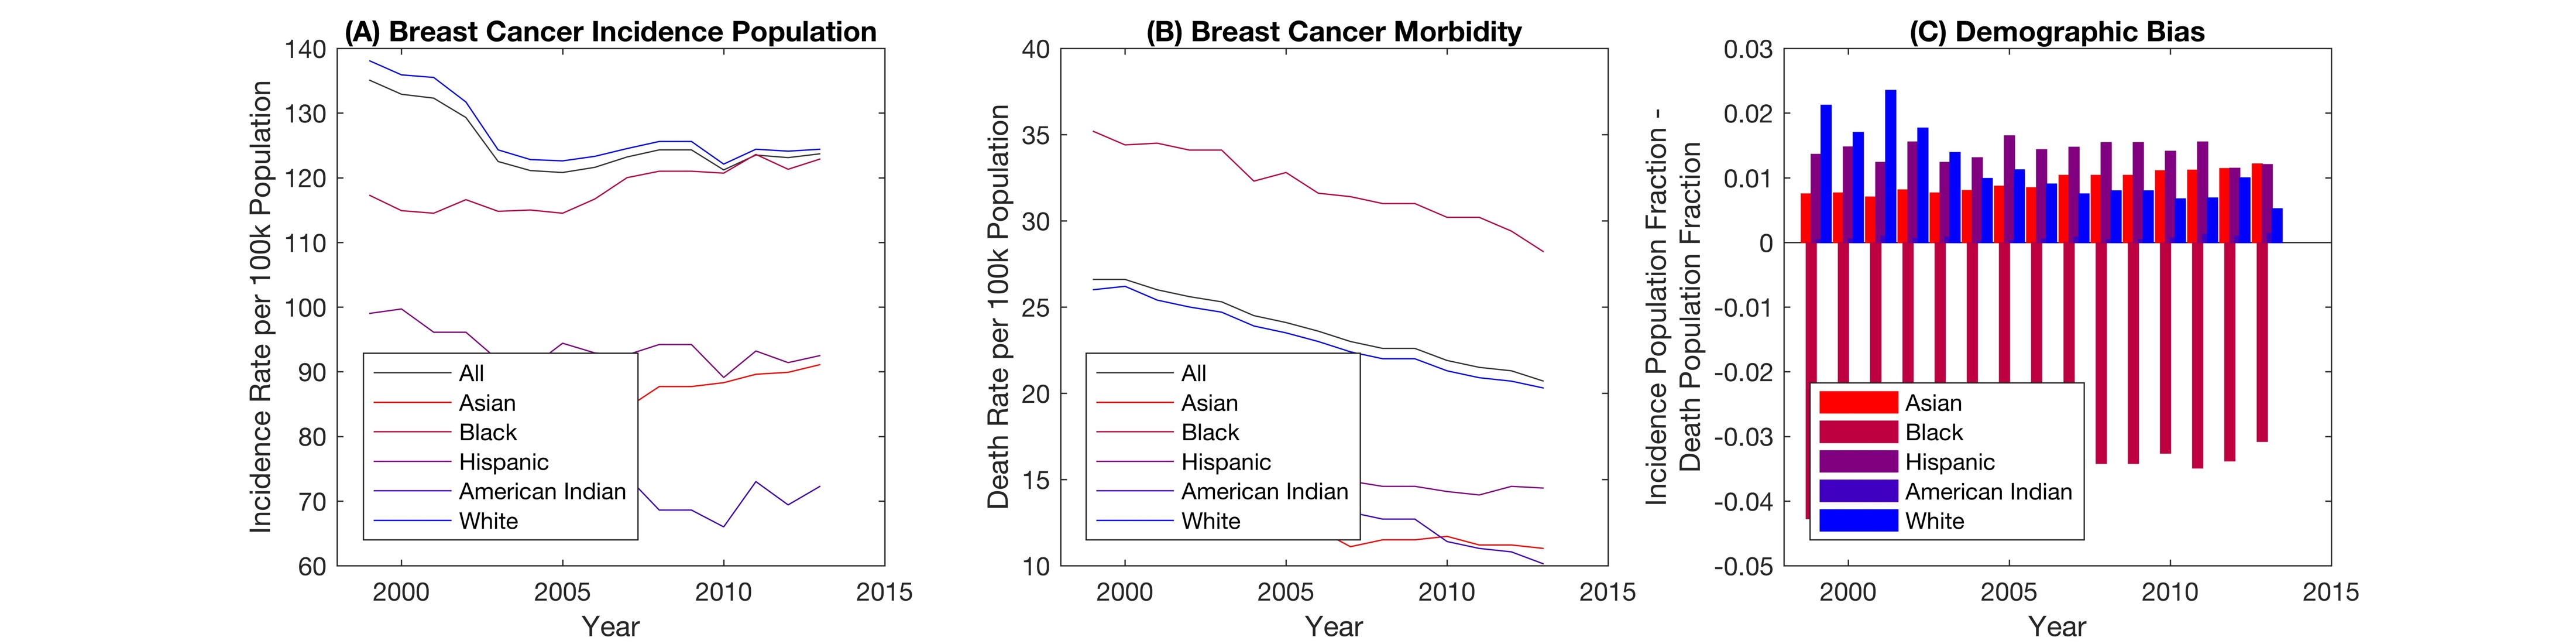 (A) Breast Cancer Incidence Population
Incidence Rate per 100k Population
140
130
120
110
100
90
80
70
60
All
Asian
Black
Hispanic
American Indian
White
2000
2005
2010
2015
Year
(B) Breast Cancer Morbidity
Death Rate per 100k Population
40
35
30
25
20
15
10
All
Asian
Black
Hispanic
American Indian
White
2000
2005
2010
2015
Year
(C) Demographic Bias
Incidence Population Fraction -
Death Population Fraction
0.03
0.02
0.01
0
-0.01
-0.02
-0.03
-0.04
-0.05
Asian
Black
Hispanic
American Indian
White
2000
2005
2010
2015
Year